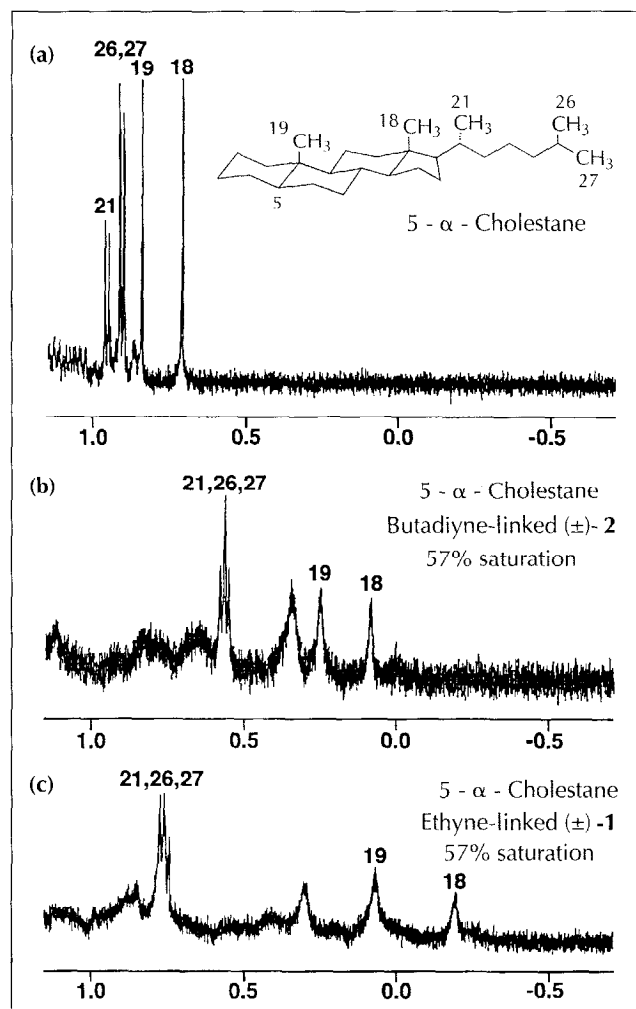 (a)
26,27
19
18
21
19
CH3
18
CH3
21
CH3
26
CH3
CH3
27
5
5 - α - Cholestane
1.0
0.5
0.0
-0.5
(b)
21,26,27
5 - α - Cholestane
Butadiyne-linked (±)- 2
57% saturation
19
18
1.0
0.5
0.0
-0.5
(c)
21,26,27
5 - α - Cholestane
Ethyne-linked (±) -1
57% saturation
19
18
1.0
0.5
0.0
-0.5